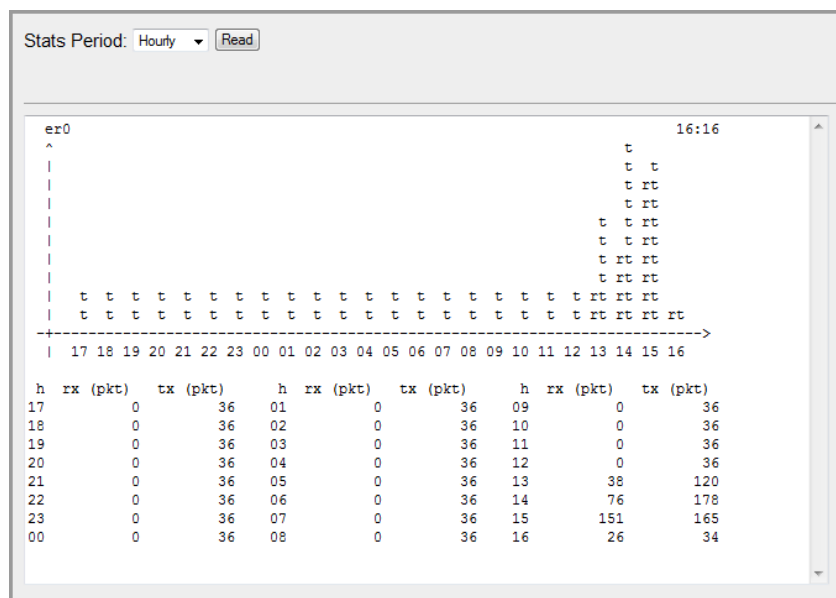 Stats Period: Hourly Read
er0 16:16
^ t
| t t
| t rt
| t rt
| t t rt
| t t rt
| t rt rt
| t rt rt
| t t t t t t t t t t t t t t t t t t t t rt rt rt
| t t t t t t t t t t t t t t t t t t t t rt rt rt rt
-+--------------------------------------------------------------------------->
| 17 18 19 20 21 22 23 00 01 02 03 04 05 06 07 08 09 10 11 12 13 14 15 16
h rx (pkt) tx (pkt) h rx (pkt) tx (pkt) h rx (pkt) tx (pkt)
17 0 36 01 0 36 09 0 36
18 0 36 02 0 36 10 0 36
19 0 36 03 0 36 11 0 36
20 0 36 04 0 36 12 0 36
21 0 36 05 0 36 13 38 120
22 0 36 06 0 36 14 76 178
23 0 36 07 0 36 15 151 165
00 0 36 08 0 36 16 26 34